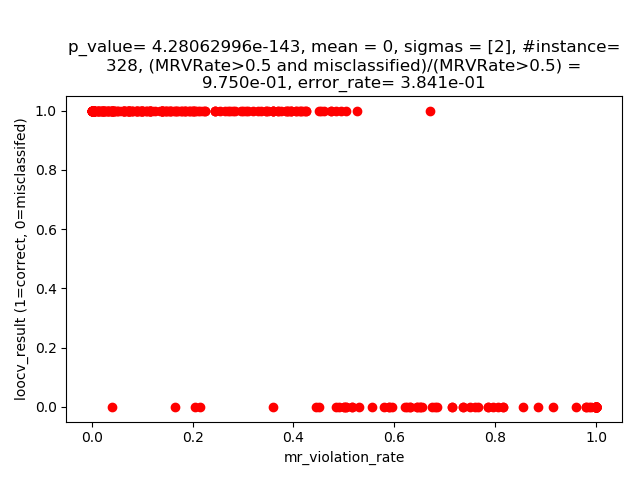 p_value= 4.28062996e-143, mean = 0, sigmas = [2], #instance=
328, (MRVRate>0.5 and misclassified)/(MRVRate>0.5) =
9.750e-01, error_rate= 3.841e-01
1.0
0.8
0.6
0.4
0.2
0.0
loocv_result (1=correct, 0=misclassifed)
0.0 0.2 0.4 0.6 0.8 1.0
mr_violation_rate